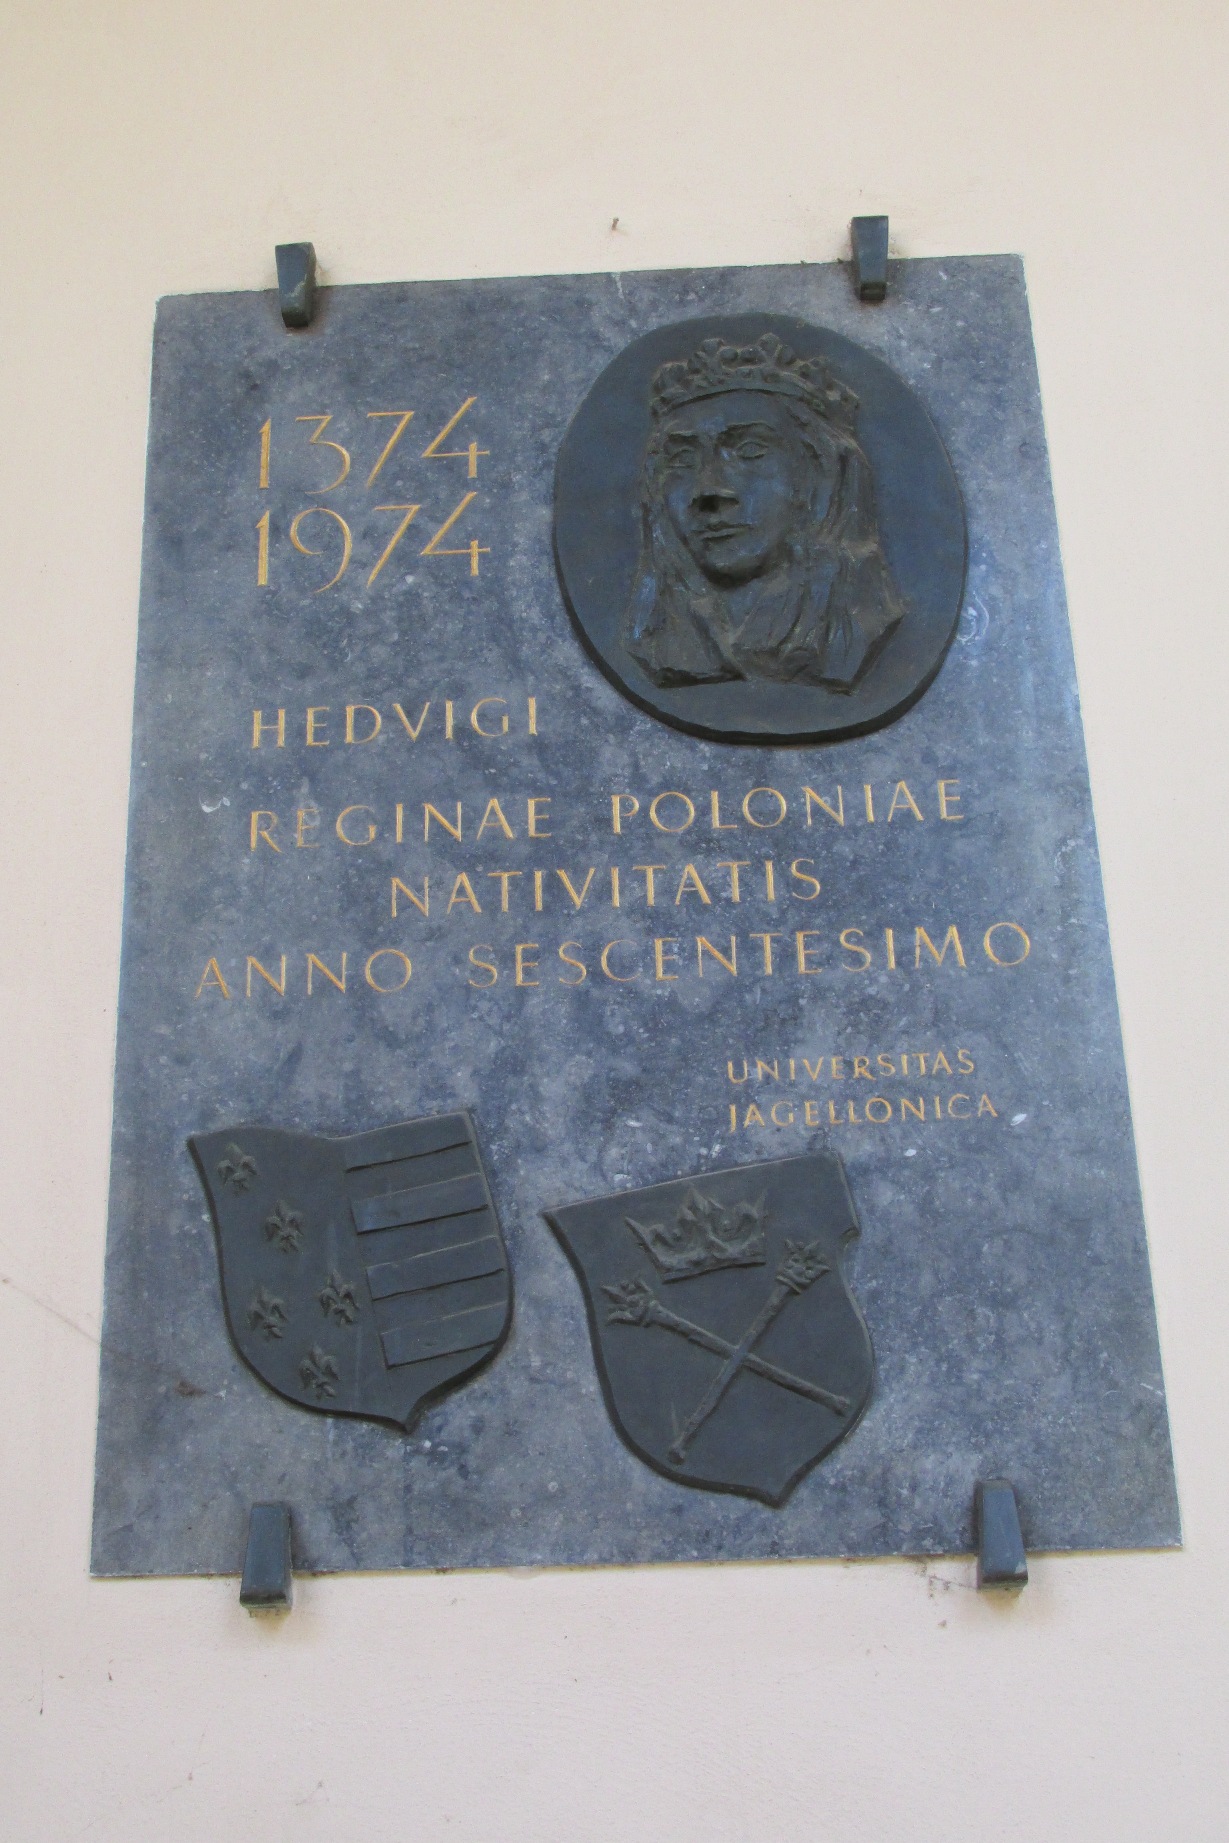 1374
1974
HEDVIGI
REGINAE POLONIAE
NATIVITATIS
ANNO SESCENTESIMO
UNIVERSITAS
JAGELLONICA